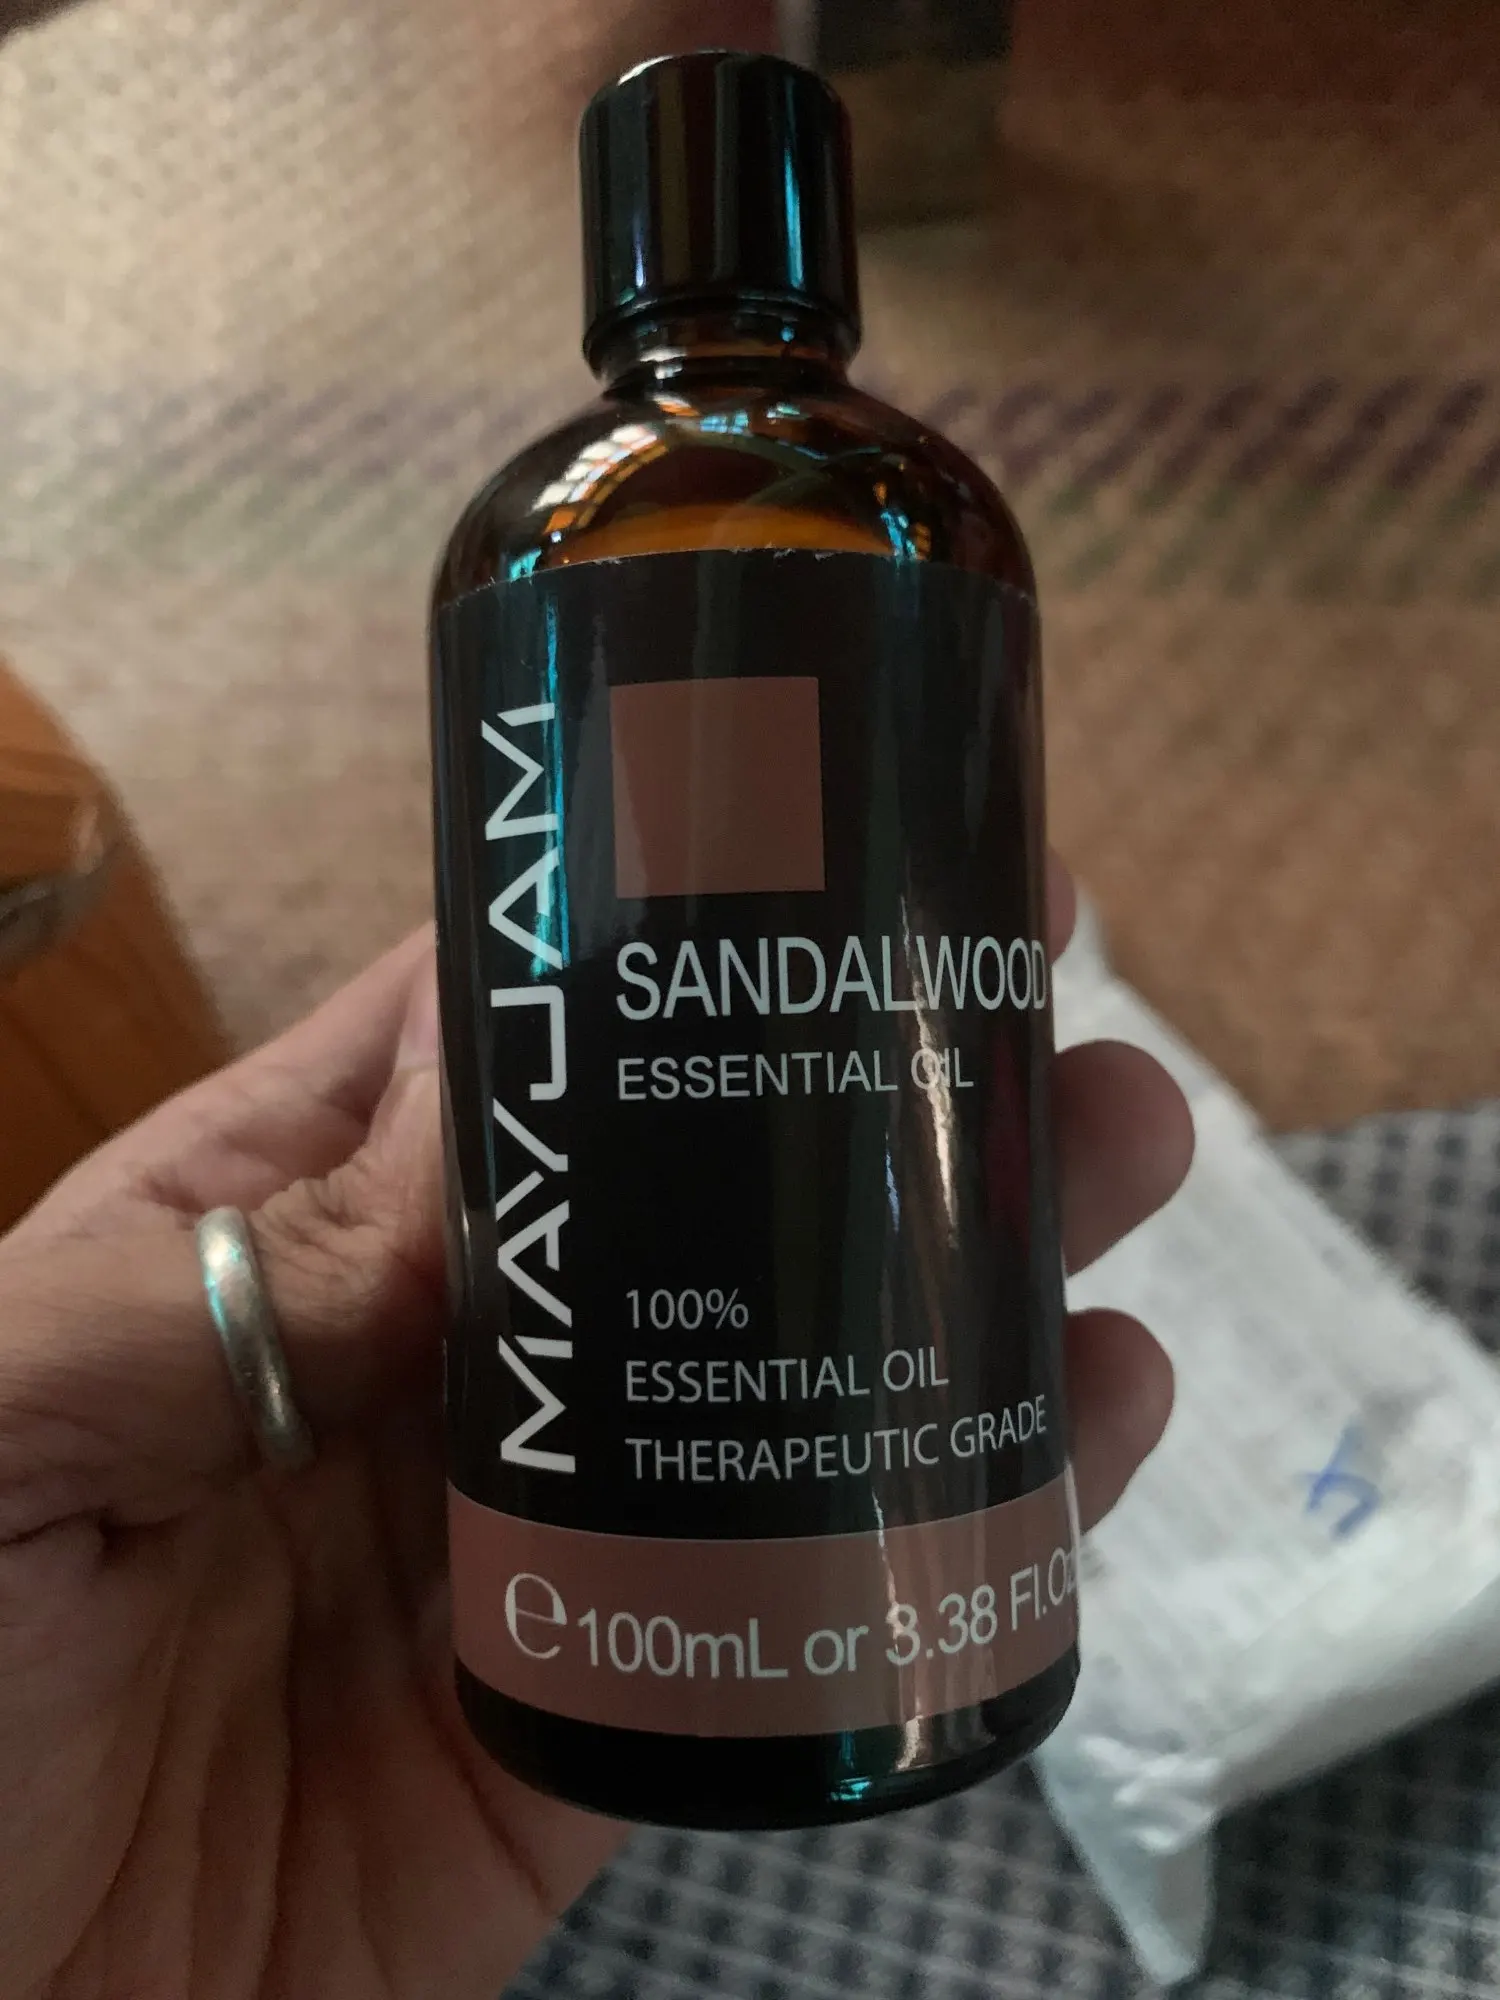 MAYJAM
SANDALWOOD
ESSENTIAL OIL
100%
ESSENTIAL OIL
THERAPEUTIC GRADE
℮100mL or 3.38 Fl.Oz